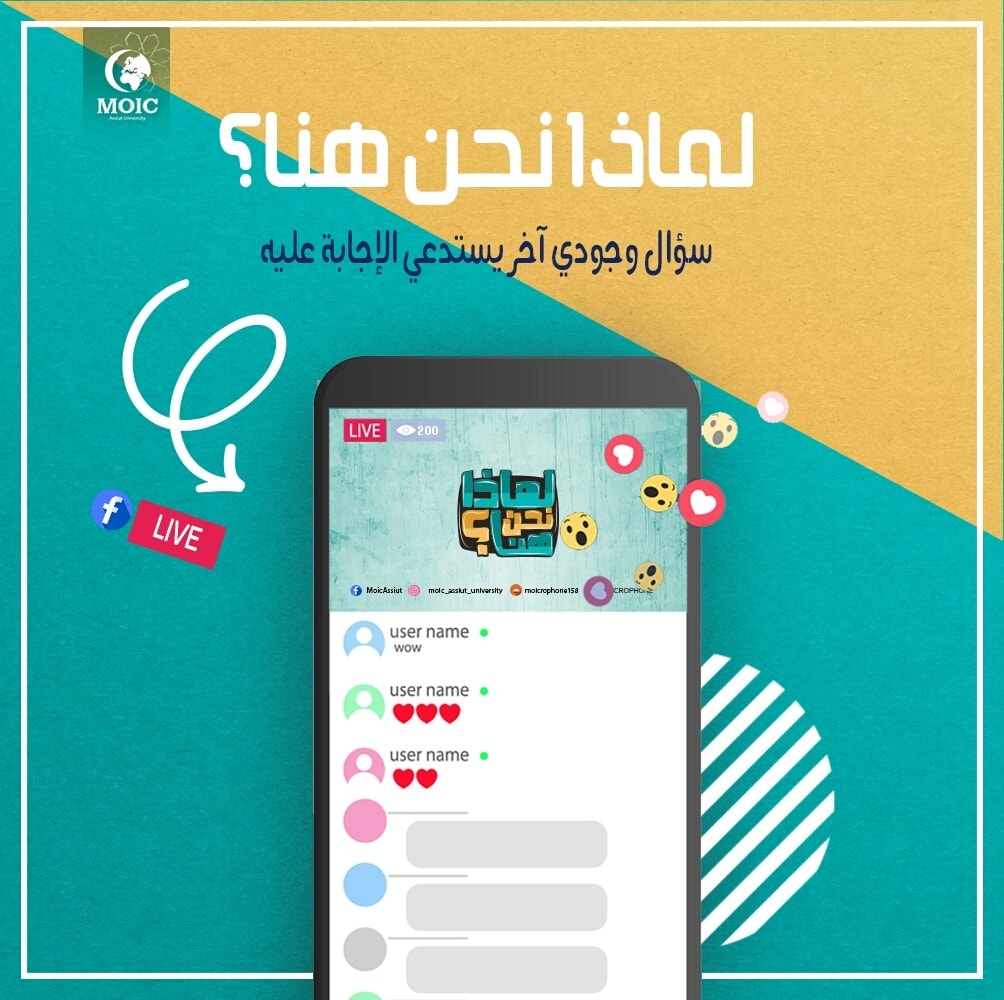 MOIC
Assiut University
لماذا نحن هنا؟
سؤال وجودي آخر يستدعي الإجابة عليه
LIVE 200
لماذا
نحن
هنا؟
f LIVE
MoicAssiut moic_assiut_university moicrophone158 ICROPHONE
user name
wow
user name
user name